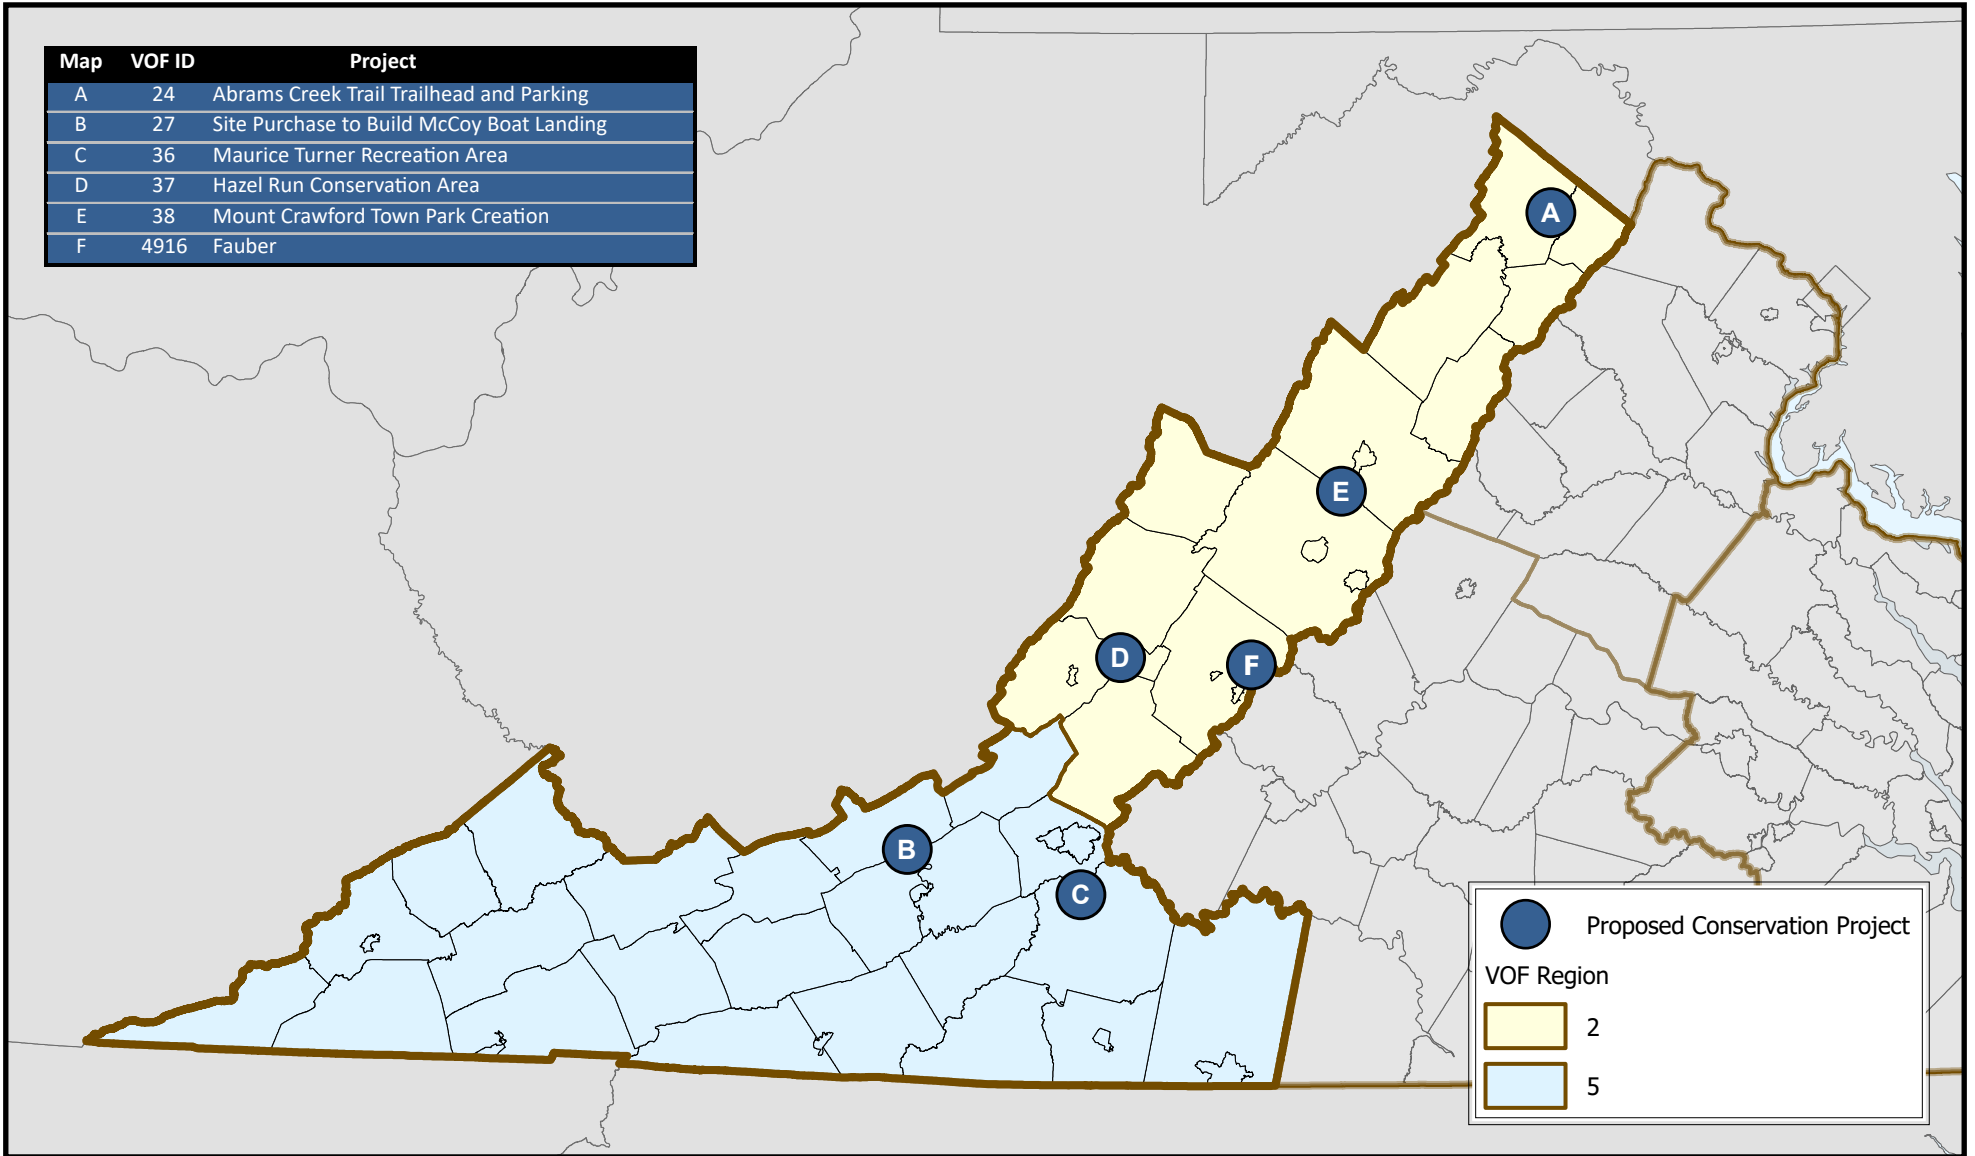 Map VOF ID Project
A 24 Abrams Creek Trail Trailhead and Parking
B 27 Site Purchase to Build McCoy Boat Landing
C 36 Maurice Turner Recreation Area
D 37 Hazel Run Conservation Area
E 38 Mount Crawford Town Park Creation
F 4916 Fauber
A
E
D
F
B
C
Proposed Conservation Project
VOF Region
2
5